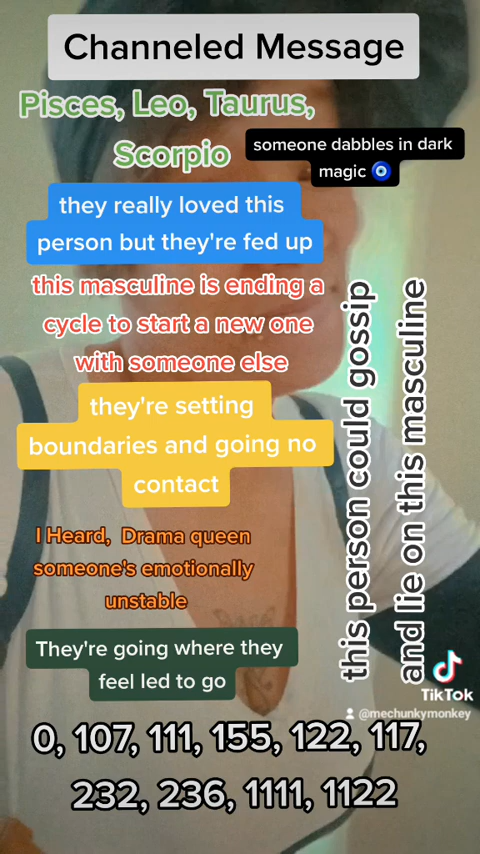 Channeled Message
Pisces, Leo, Taurus,
Scorpio
someone dabbles in dark
magic 🧿
they really loved this
person but they're fed up
this masculine is ending a
cycle to start a new one
with someone else
they're setting
boundaries and going no
contact
this person could gossip
and lie on this masculine
I Heard, Drama queen
someone's emotionally
unstable
They're going where they
feel led to go
TikTok
@mechunkymonkey
0, 107, 111, 155, 122, 117,
232, 236, 1111, 1122